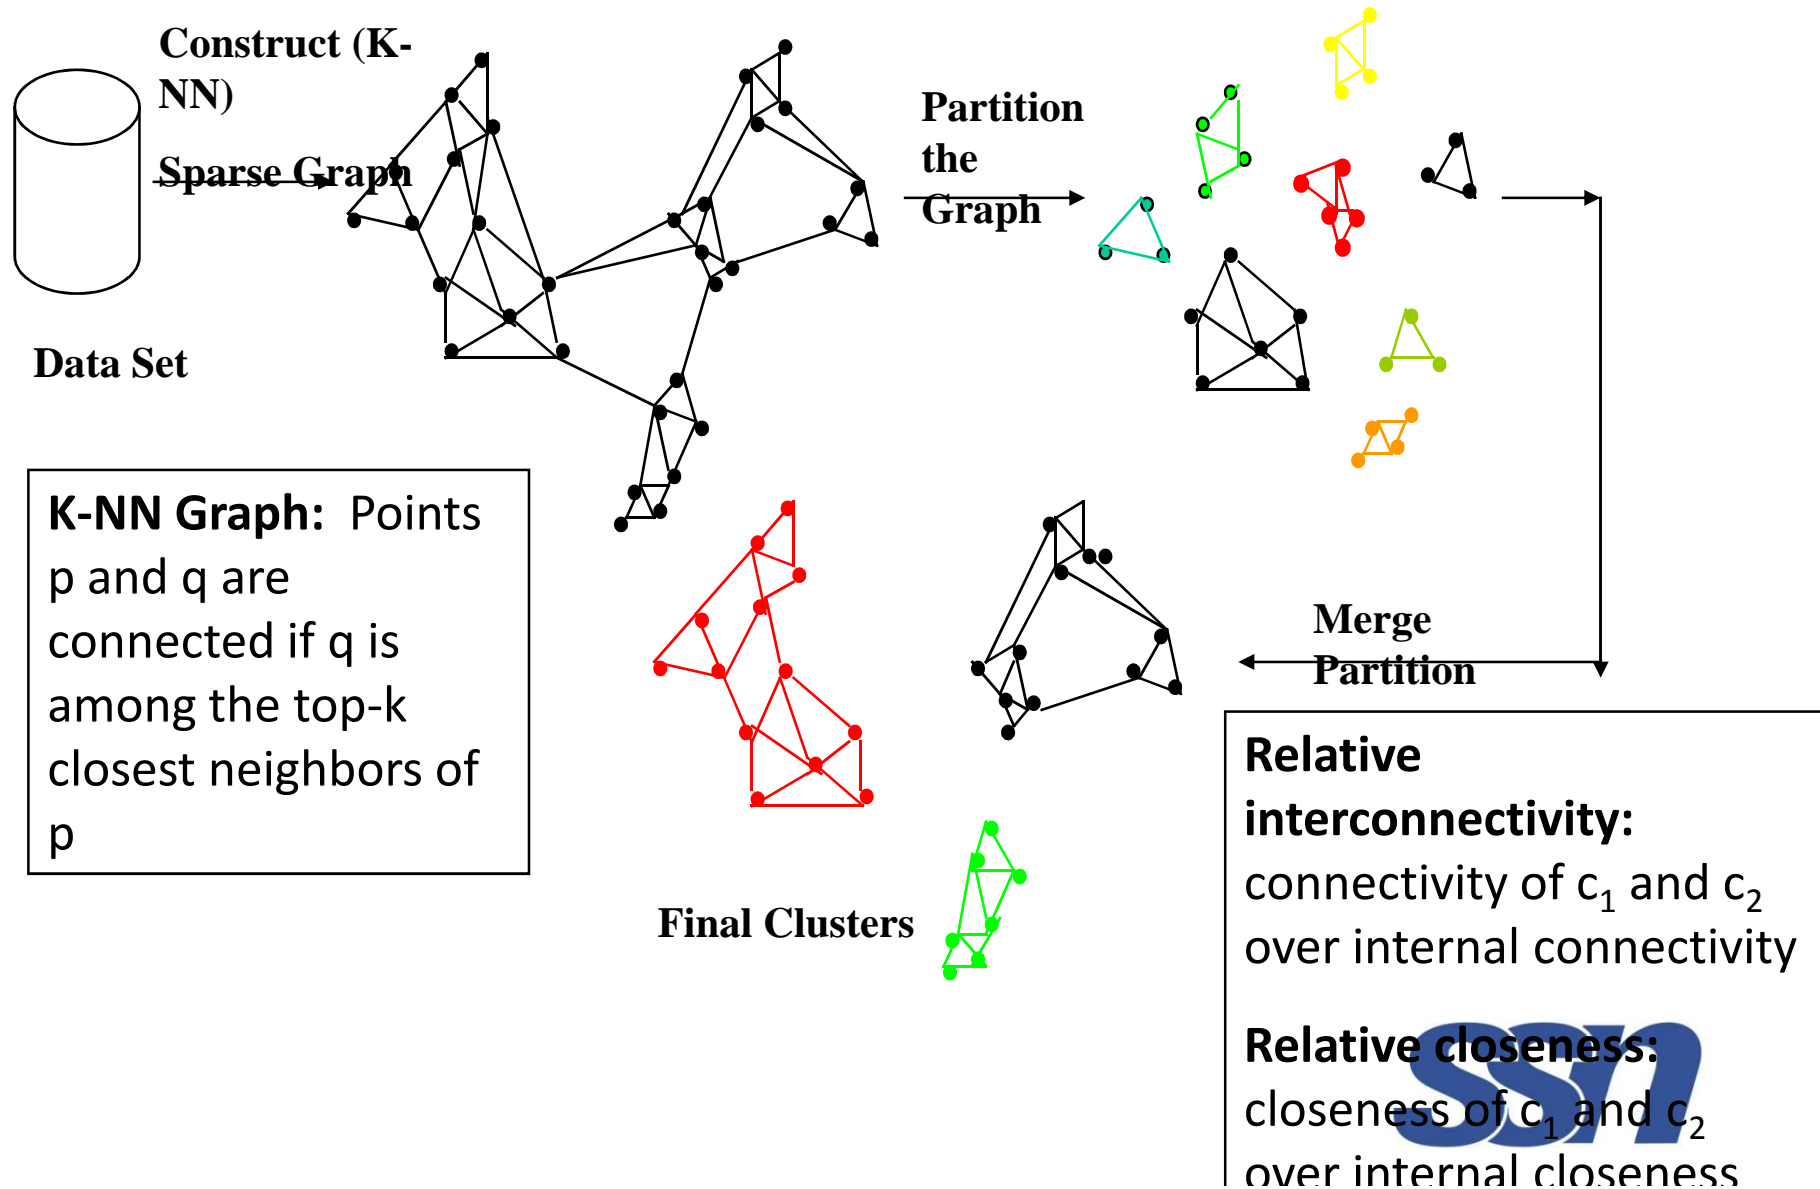 Construct (K-
NN)
Sparse Graph
Data Set
Partition
the
Graph
K-NN Graph: Points
p and q are
connected if q is
among the top-k
closest neighbors of
p
Merge
Partition
Final Clusters
Relative
interconnectivity:
connectivity of c₁ and c₂
over internal connectivity
Relative closeness:
closeness of c₁ and c₂
over internal closeness
ssn